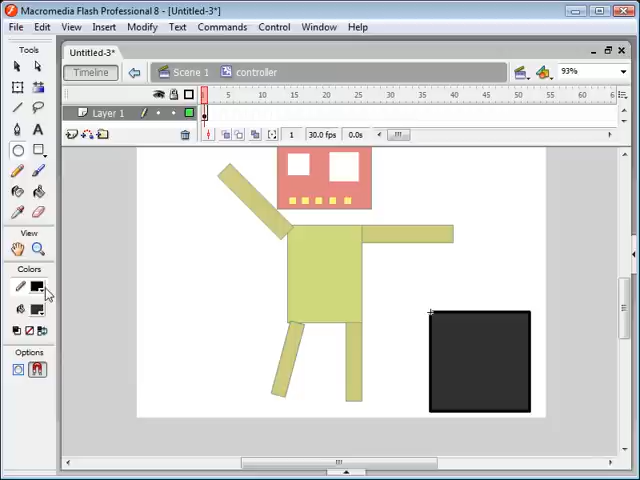 Macromedia Flash Professional 8 - [Untitled-3*]
File Edit View Insert Modify Text Commands Control Window Help
Tools
Untitled-3*
Timeline Scene 1 controller 93%
5 10 15 20 25 30 35 40 45 50 55 60 65
Layer 1
1 30.0 fps 0.0s
View
Colors
Options